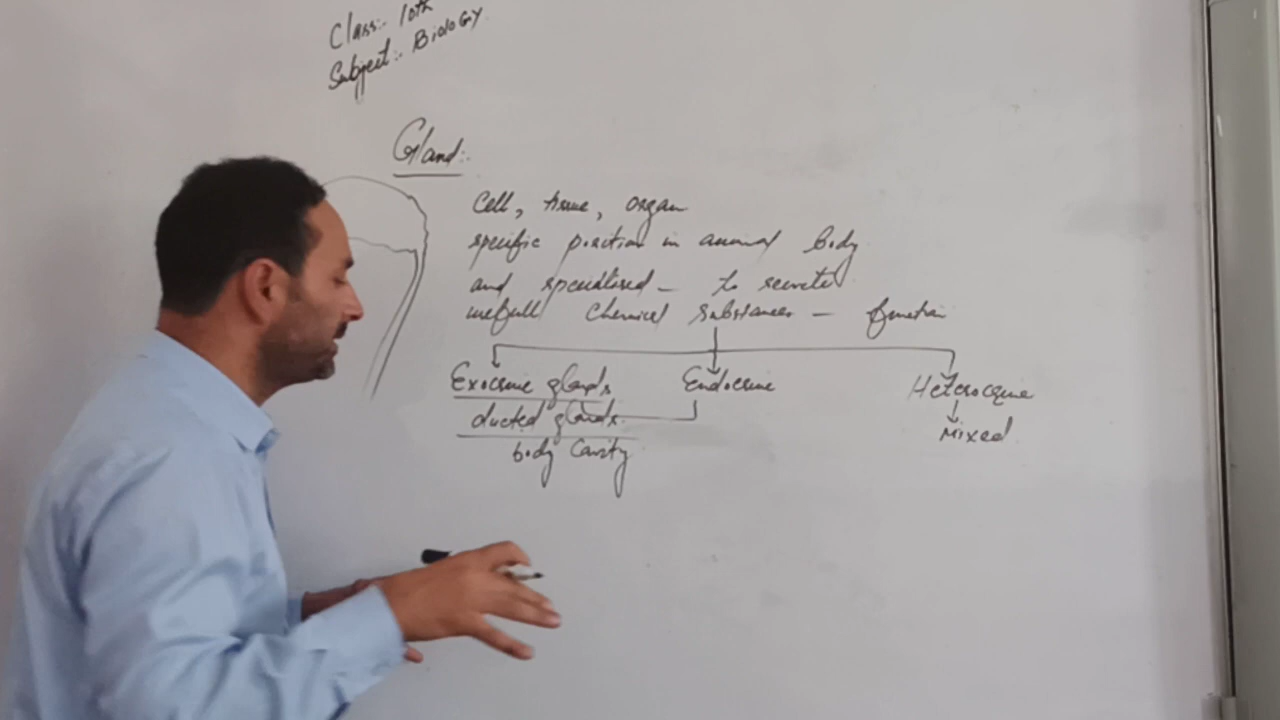 Class:- 10th
Subject:- Biology
Gland:-
Cell, tissue, organ
specific position in animal body
and specialised - to secrete
usefull chemical substances - function
Exocrine glands Endocrine Heterocrine
ducted glands Mixed
body cavity